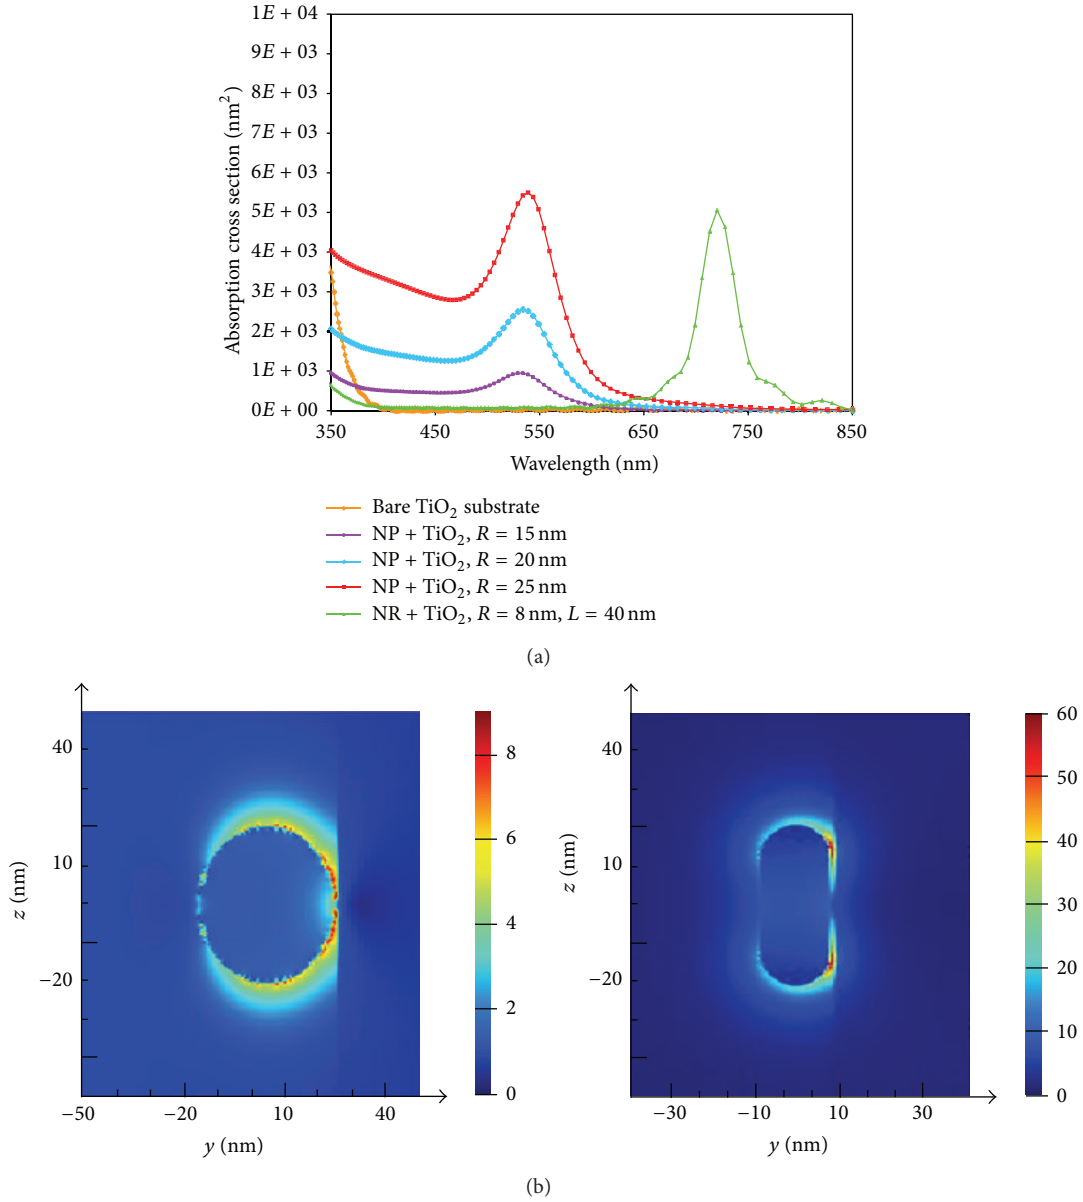 1E + 04
9E + 03
8E + 03
7E + 03
6E + 03
5E + 03
4E + 03
3E + 03
2E + 03
1E + 03
0E + 00
Absorption cross section (nm²)
350 450 550 650 750 850
Wavelength (nm)
Bare TiO₂ substrate
NP + TiO₂, R = 15 nm
NP + TiO₂, R = 20 nm
NP + TiO₂, R = 25 nm
NR + TiO₂, R = 8 nm, L = 40 nm
(a)
40
10
−20
z (nm)
−50 −20 10 40
y (nm)
8
6
4
2
0
40
10
−20
z (nm)
−30 −10 10 30
y (nm)
60
50
40
30
20
10
0
(b)